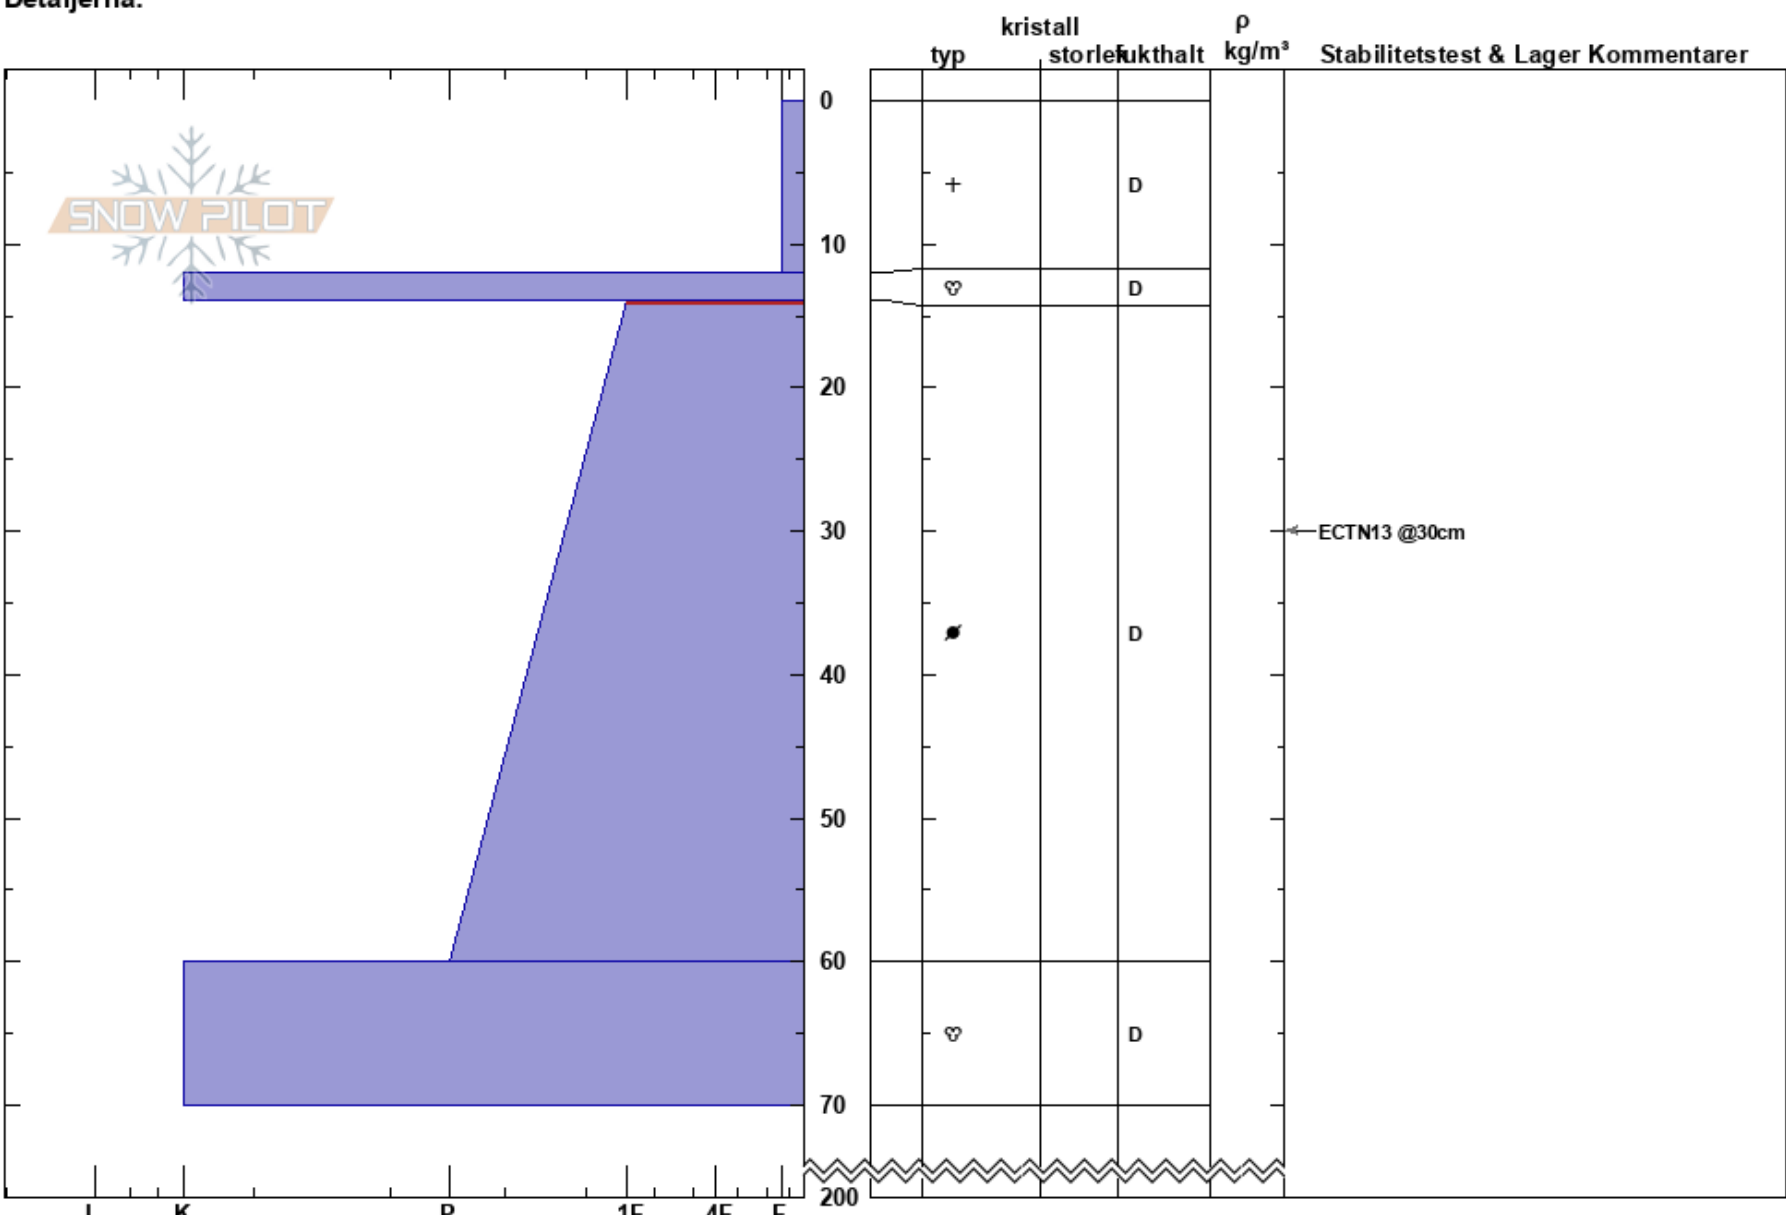 Detaljerna:
kristall
ρ
typ storlek fukthalt kg/m³ Stabilitetstest & Lager Kommentarer
0
+ D
SNOW PILOT
10
D
20
30 ECTN13 @30cm
D
40
50
60
D
70
200
I K P 1F 4F F